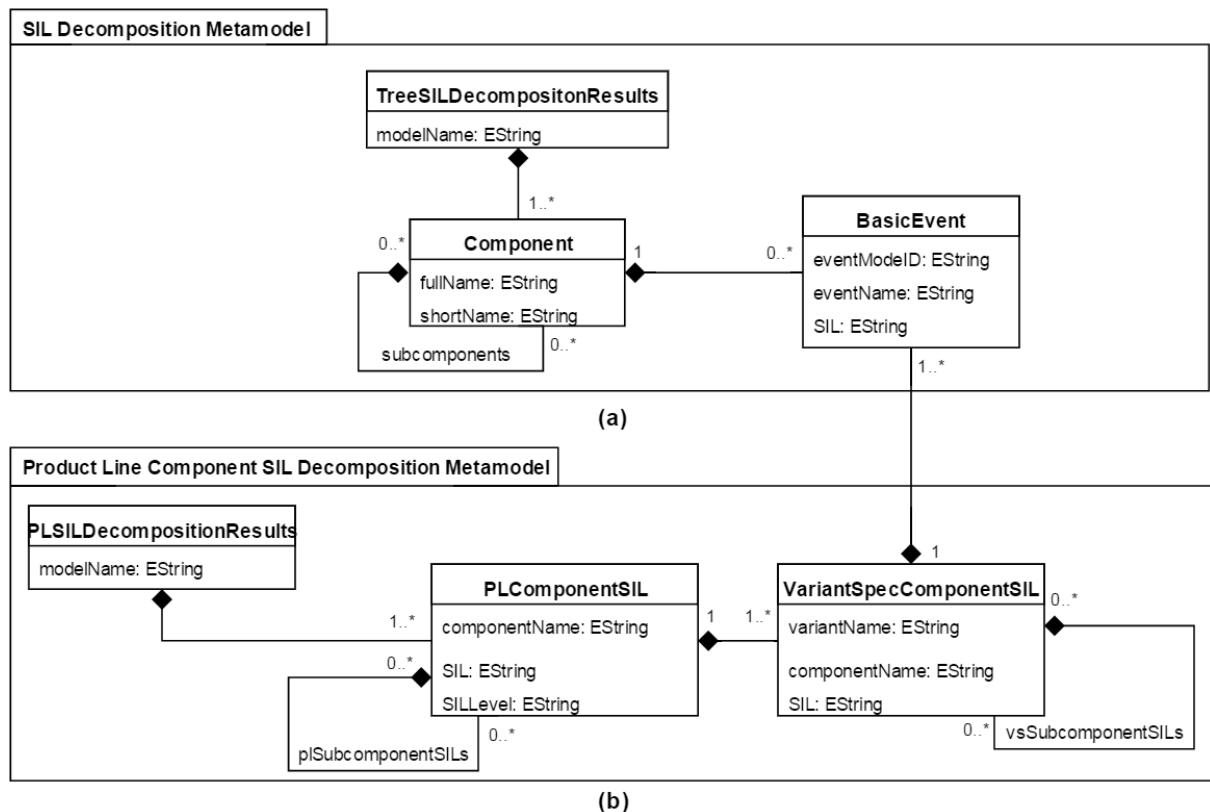 SIL Decomposition Metamodel
TreeSILDecompositonResults
modelName: EString
1..*
Component
fullName: EString
shortName: EString
0..*
0..*
subcomponents
1
0..*
BasicEvent
eventModeID: EString
eventName: EString
SIL: EString
1..*
(a)
Product Line Component SIL Decomposition Metamodel
PLSILDecompositionResults
modelName: EString
1..*
PLComponentSIL
componentName: EString
SIL: EString
SILLevel: EString
0..*
0..*
plSubcomponentSILs
1
1..*
1
VariantSpecComponentSIL
variantName: EString
componentName: EString
SIL: EString
0..*
0..*
vsSubcomponentSILs
(b)